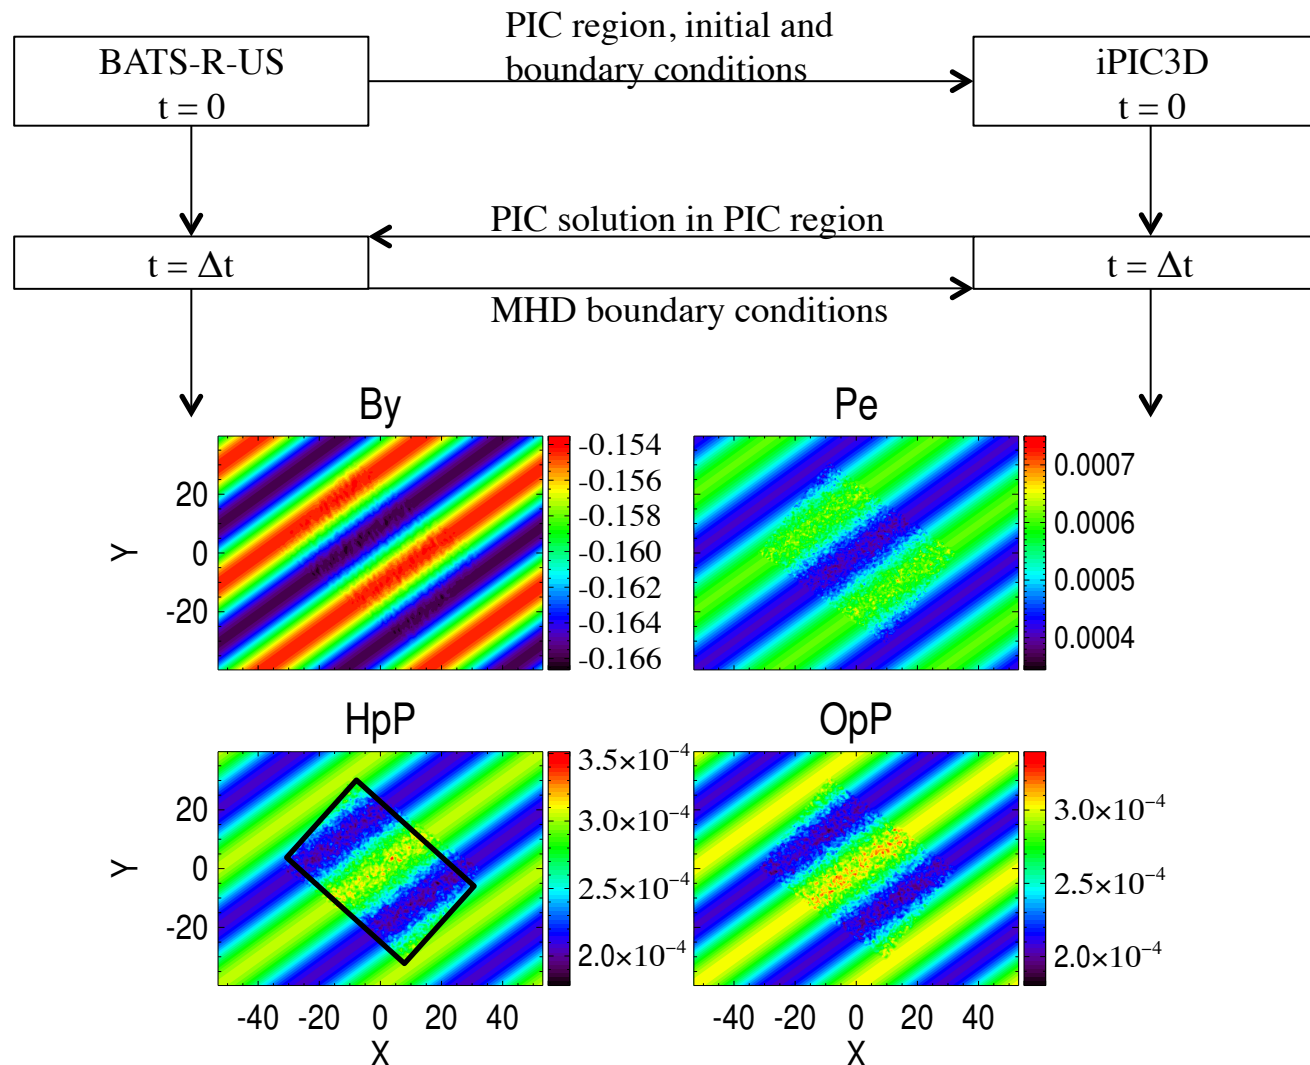 PIC region, initial and
boundary conditions
BATS-R-US
t = 0
iPIC3D
t = 0
PIC solution in PIC region
t = Δt
t = Δt
MHD boundary conditions
By
Pe
20
0
-20
Y
-0.154
-0.156
-0.158
-0.160
-0.162
-0.164
-0.166
0.0007
0.0006
0.0005
0.0004
HpP
OpP
20
0
-20
Y
3.5×10⁻⁴
3.0×10⁻⁴
2.5×10⁻⁴
2.0×10⁻⁴
3.0×10⁻⁴
2.5×10⁻⁴
2.0×10⁻⁴
-40 -20 0 20 40
X
-40 -20 0 20 40
X